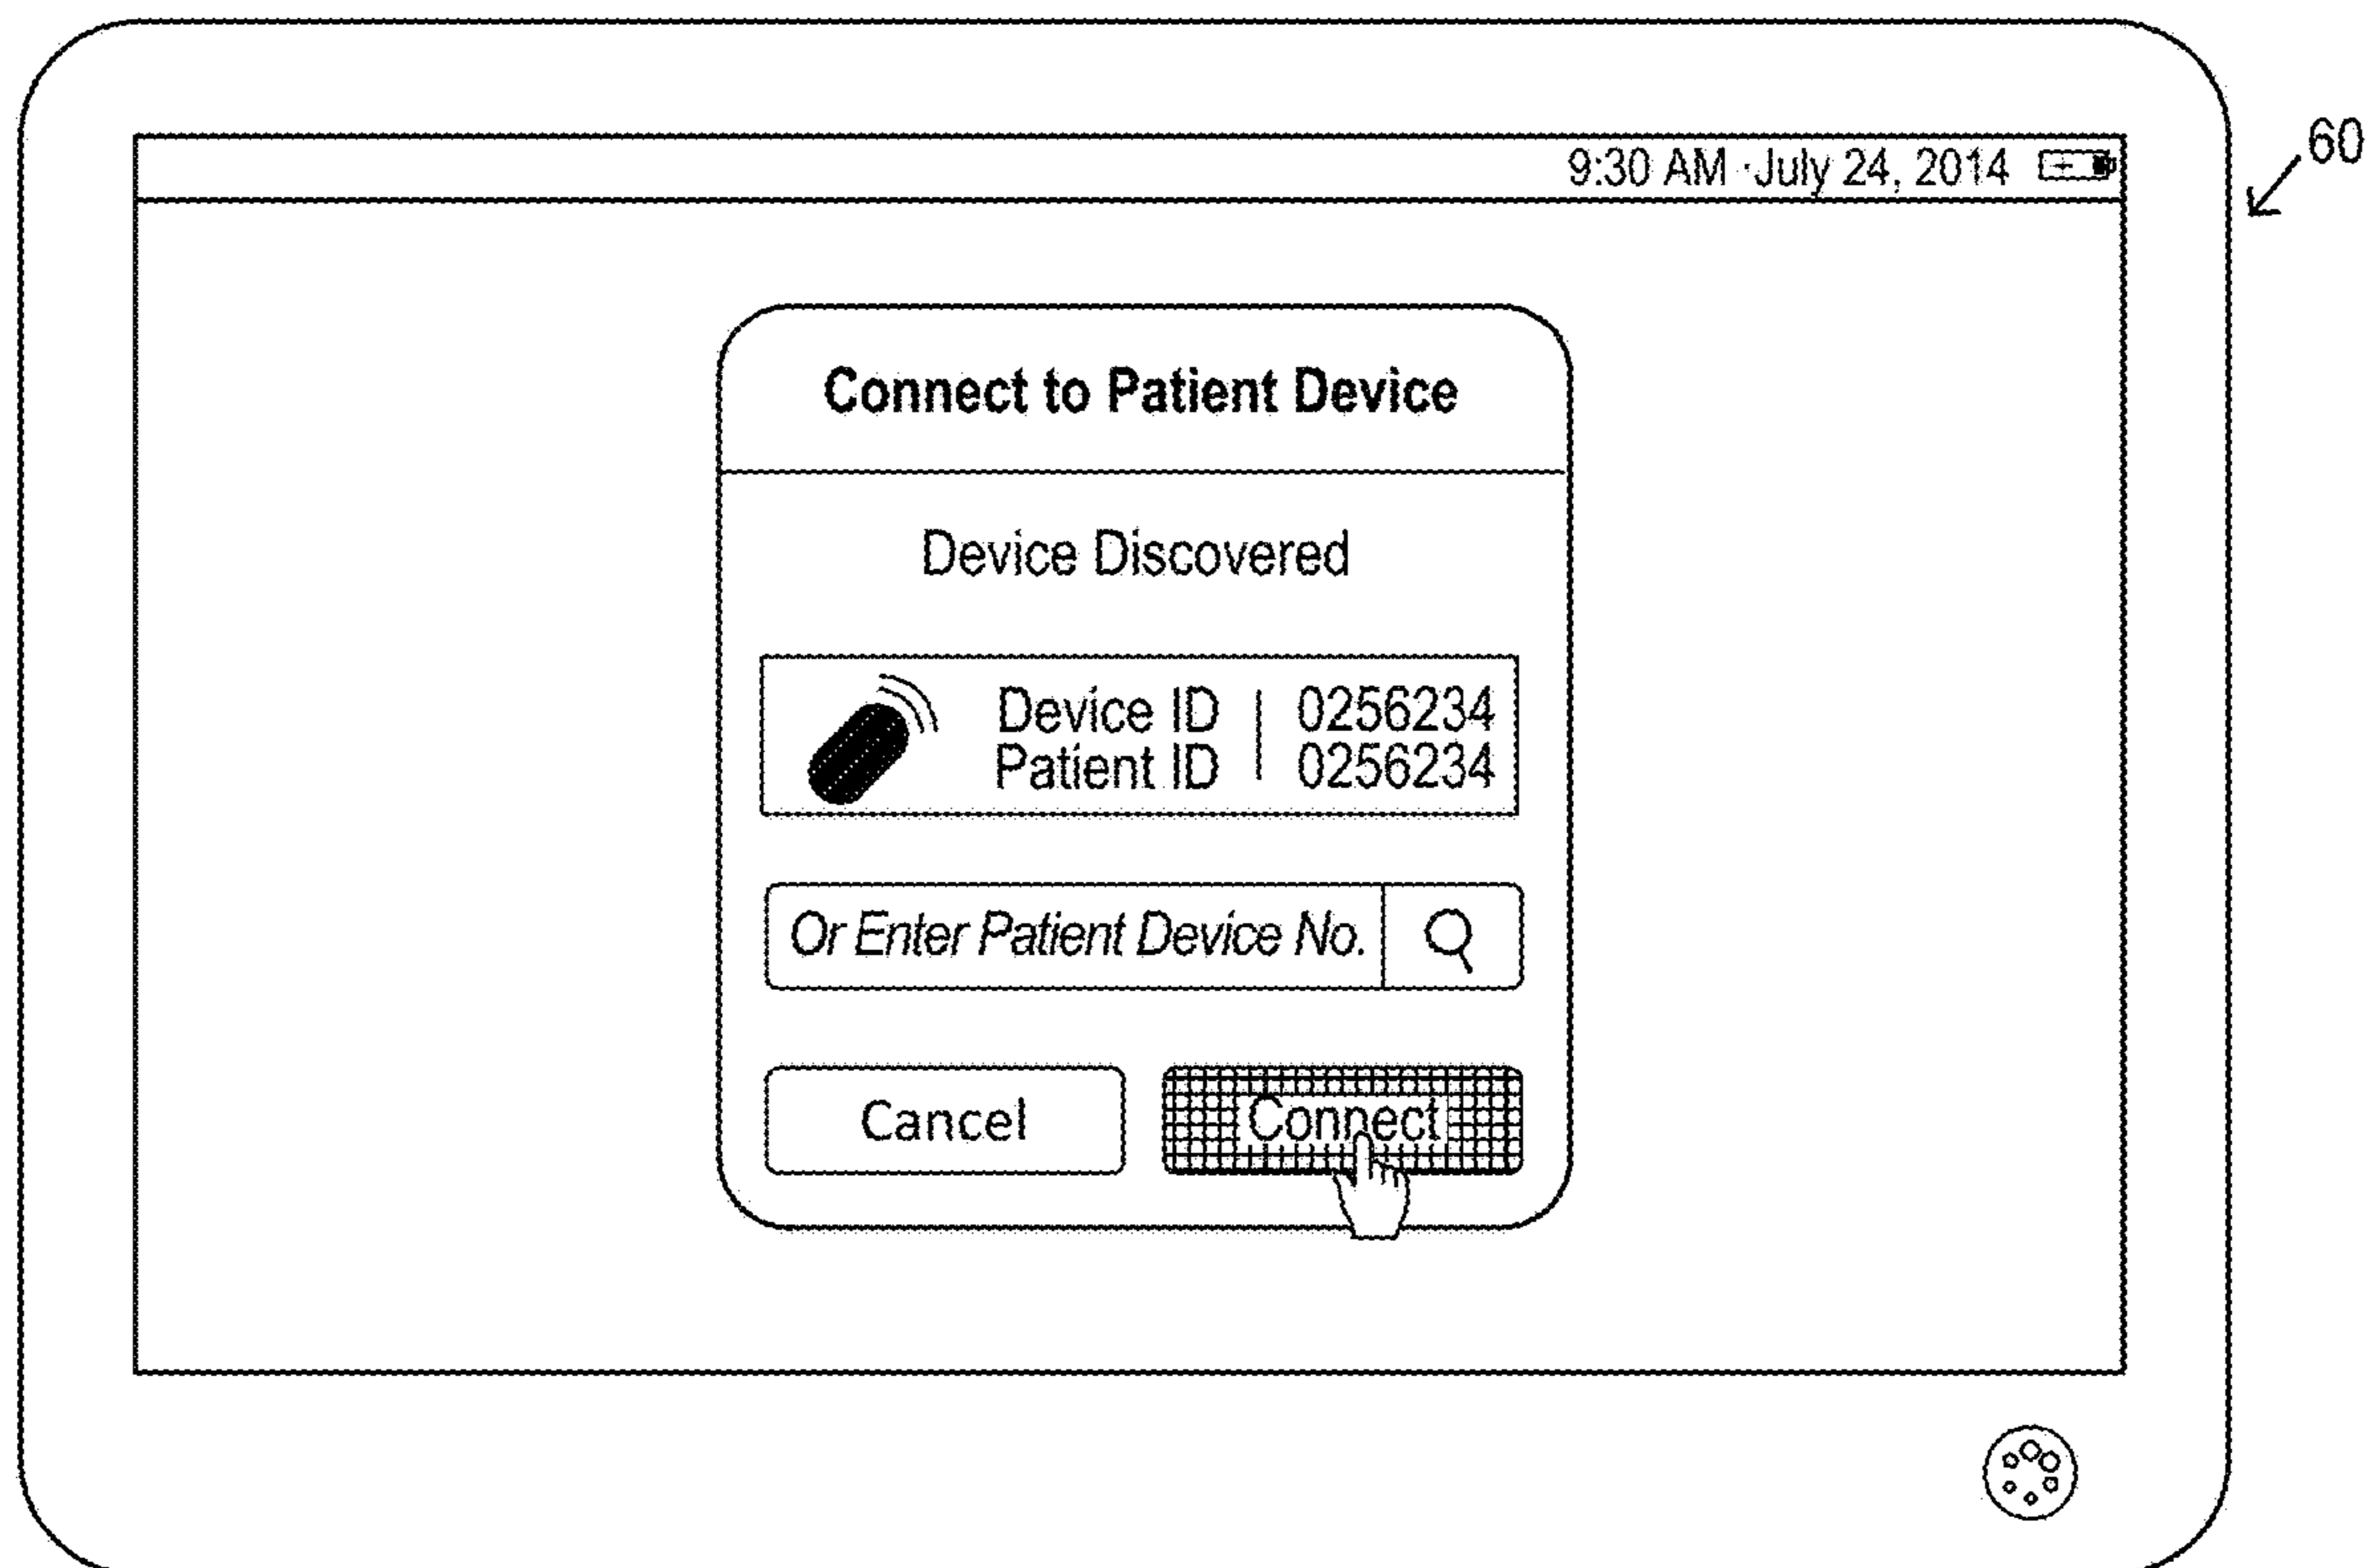 9:30 AM · July 24, 2014
60
Connect to Patient Device
Device Discovered
Device ID | 0256234
Patient ID | 0256234
Or Enter Patient Device No.
Cancel
Connect